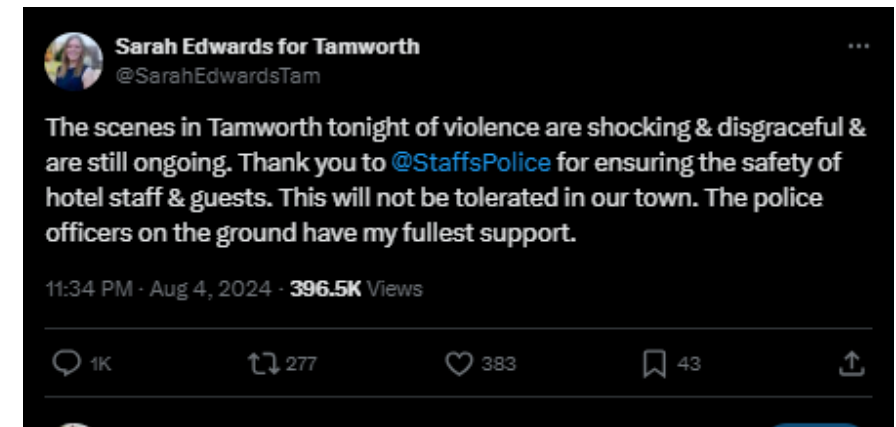 Sarah Edwards for Tamworth
@SarahEdwardsTam
The scenes in Tamworth tonight of violence are shocking & disgraceful &
are still ongoing. Thank you to @StaffsPolice for ensuring the safety of
hotel staff & guests. This will not be tolerated in our town. The police
officers on the ground have my fullest support.
11:34 PM · Aug 4, 2024 · 396.5K Views
1K 277 383 43